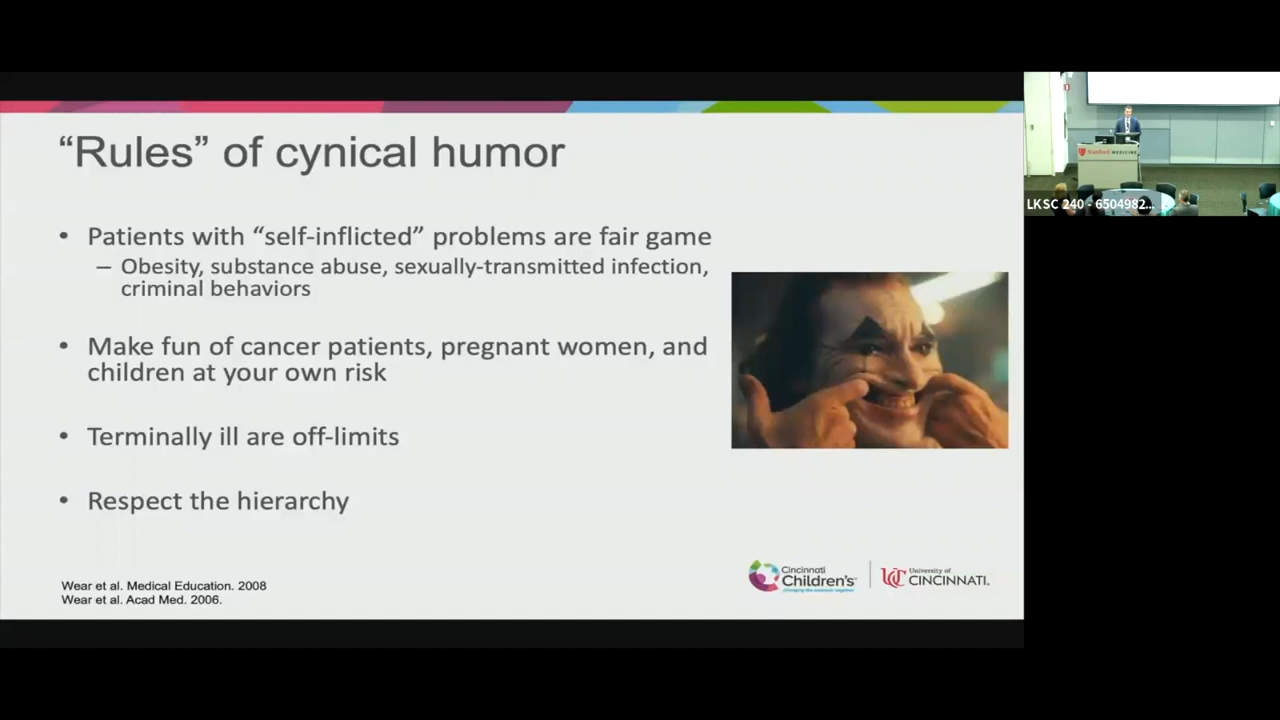 “Rules” of cynical humor
• Patients with “self-inflicted” problems are fair game
– Obesity, substance abuse, sexually-transmitted infection,
criminal behaviors
• Make fun of cancer patients, pregnant women, and
children at your own risk
• Terminally ill are off-limits
• Respect the hierarchy
Wear et al. Medical Education. 2008
Wear et al. Acad Med. 2006.
Cincinnati
Children's
changing the outcome together
University of
CINCINNATI
Stanford MEDICINE
LKSC 240 - 6504982...